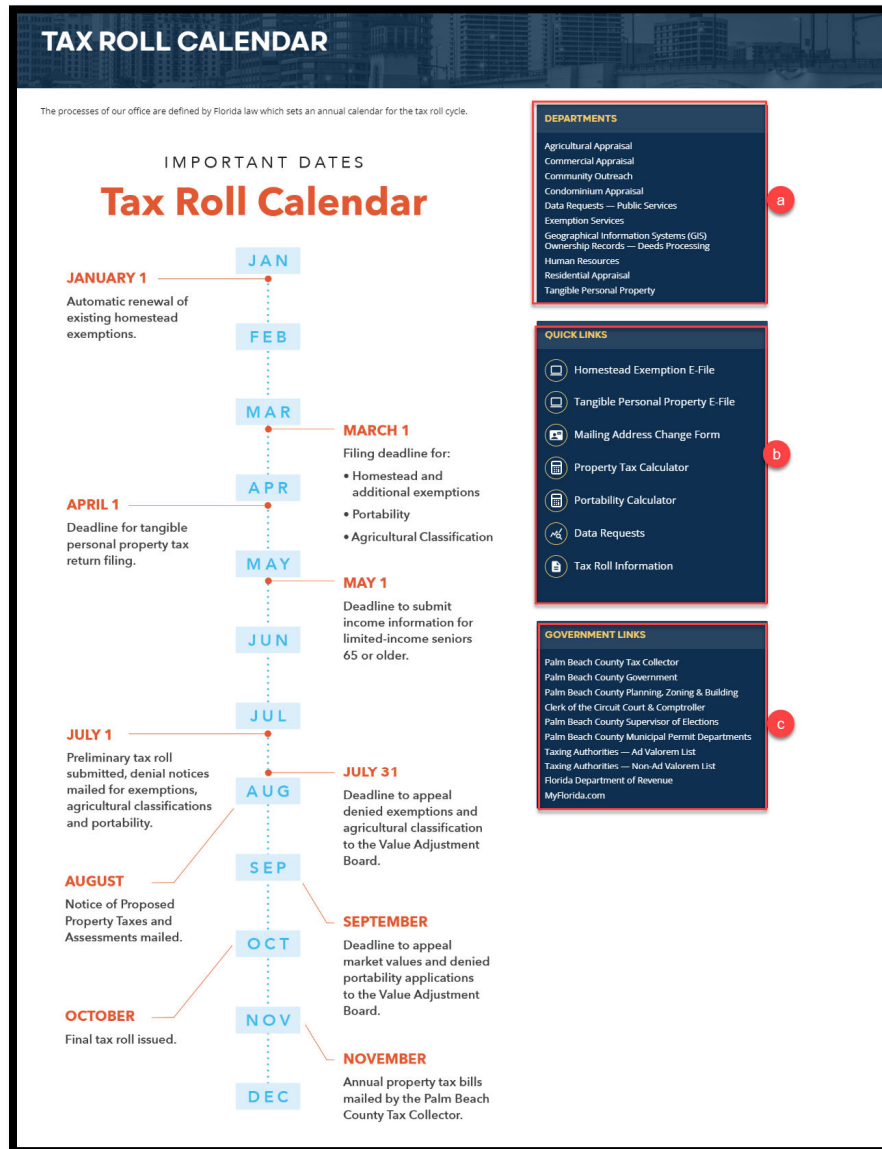 TAX ROLL CALENDAR
The processes of our office are defined by Florida law which sets an annual calendar for the tax roll cycle.
IMPORTANT DATES
Tax Roll Calendar
JAN
JANUARY 1
Automatic renewal of
existing homestead
exemptions.
FEB
MAR
MARCH 1
Filing deadline for:
• Homestead and
additional exemptions
• Portability
• Agricultural Classification
APR
APRIL 1
Deadline for tangible
personal property tax
return filing.
MAY
MAY 1
Deadline to submit
income information for
limited-income seniors
65 or older.
JUN
JUL
JULY 1
Preliminary tax roll
submitted, denial notices
mailed for exemptions,
agricultural classifications
and portability.
JULY 31
Deadline to appeal
denied exemptions and
agricultural classification
to the Value Adjustment
Board.
AUG
AUGUST
Notice of Proposed
Property Taxes and
Assessments mailed.
SEP
SEPTEMBER
Deadline to appeal
market values and denied
portability applications
to the Value Adjustment
Board.
OCT
OCTOBER
Final tax roll issued.
NOV
NOVEMBER
Annual property tax bills
mailed by the Palm Beach
County Tax Collector.
DEC
DEPARTMENTS
Agricultural Appraisal
Commercial Appraisal
Community Outreach
Condominium Appraisal
Data Requests — Public Services
Exemption Services
Geographical Information Systems (GIS)
Ownership Records — Deeds Processing
Human Resources
Residential Appraisal
Tangible Personal Property
a
QUICK LINKS
Homestead Exemption E-File
Tangible Personal Property E-File
Mailing Address Change Form
Property Tax Calculator
Portability Calculator
Data Requests
Tax Roll Information
b
GOVERNMENT LINKS
Palm Beach County Tax Collector
Palm Beach County Government
Palm Beach County Planning, Zoning & Building
Clerk of the Circuit Court & Comptroller
Palm Beach County Supervisor of Elections
Palm Beach County Municipal Permit Departments
Taxing Authorities — Ad Valorem List
Taxing Authorities — Non-Ad Valorem List
Florida Department of Revenue
MyFlorida.com
c